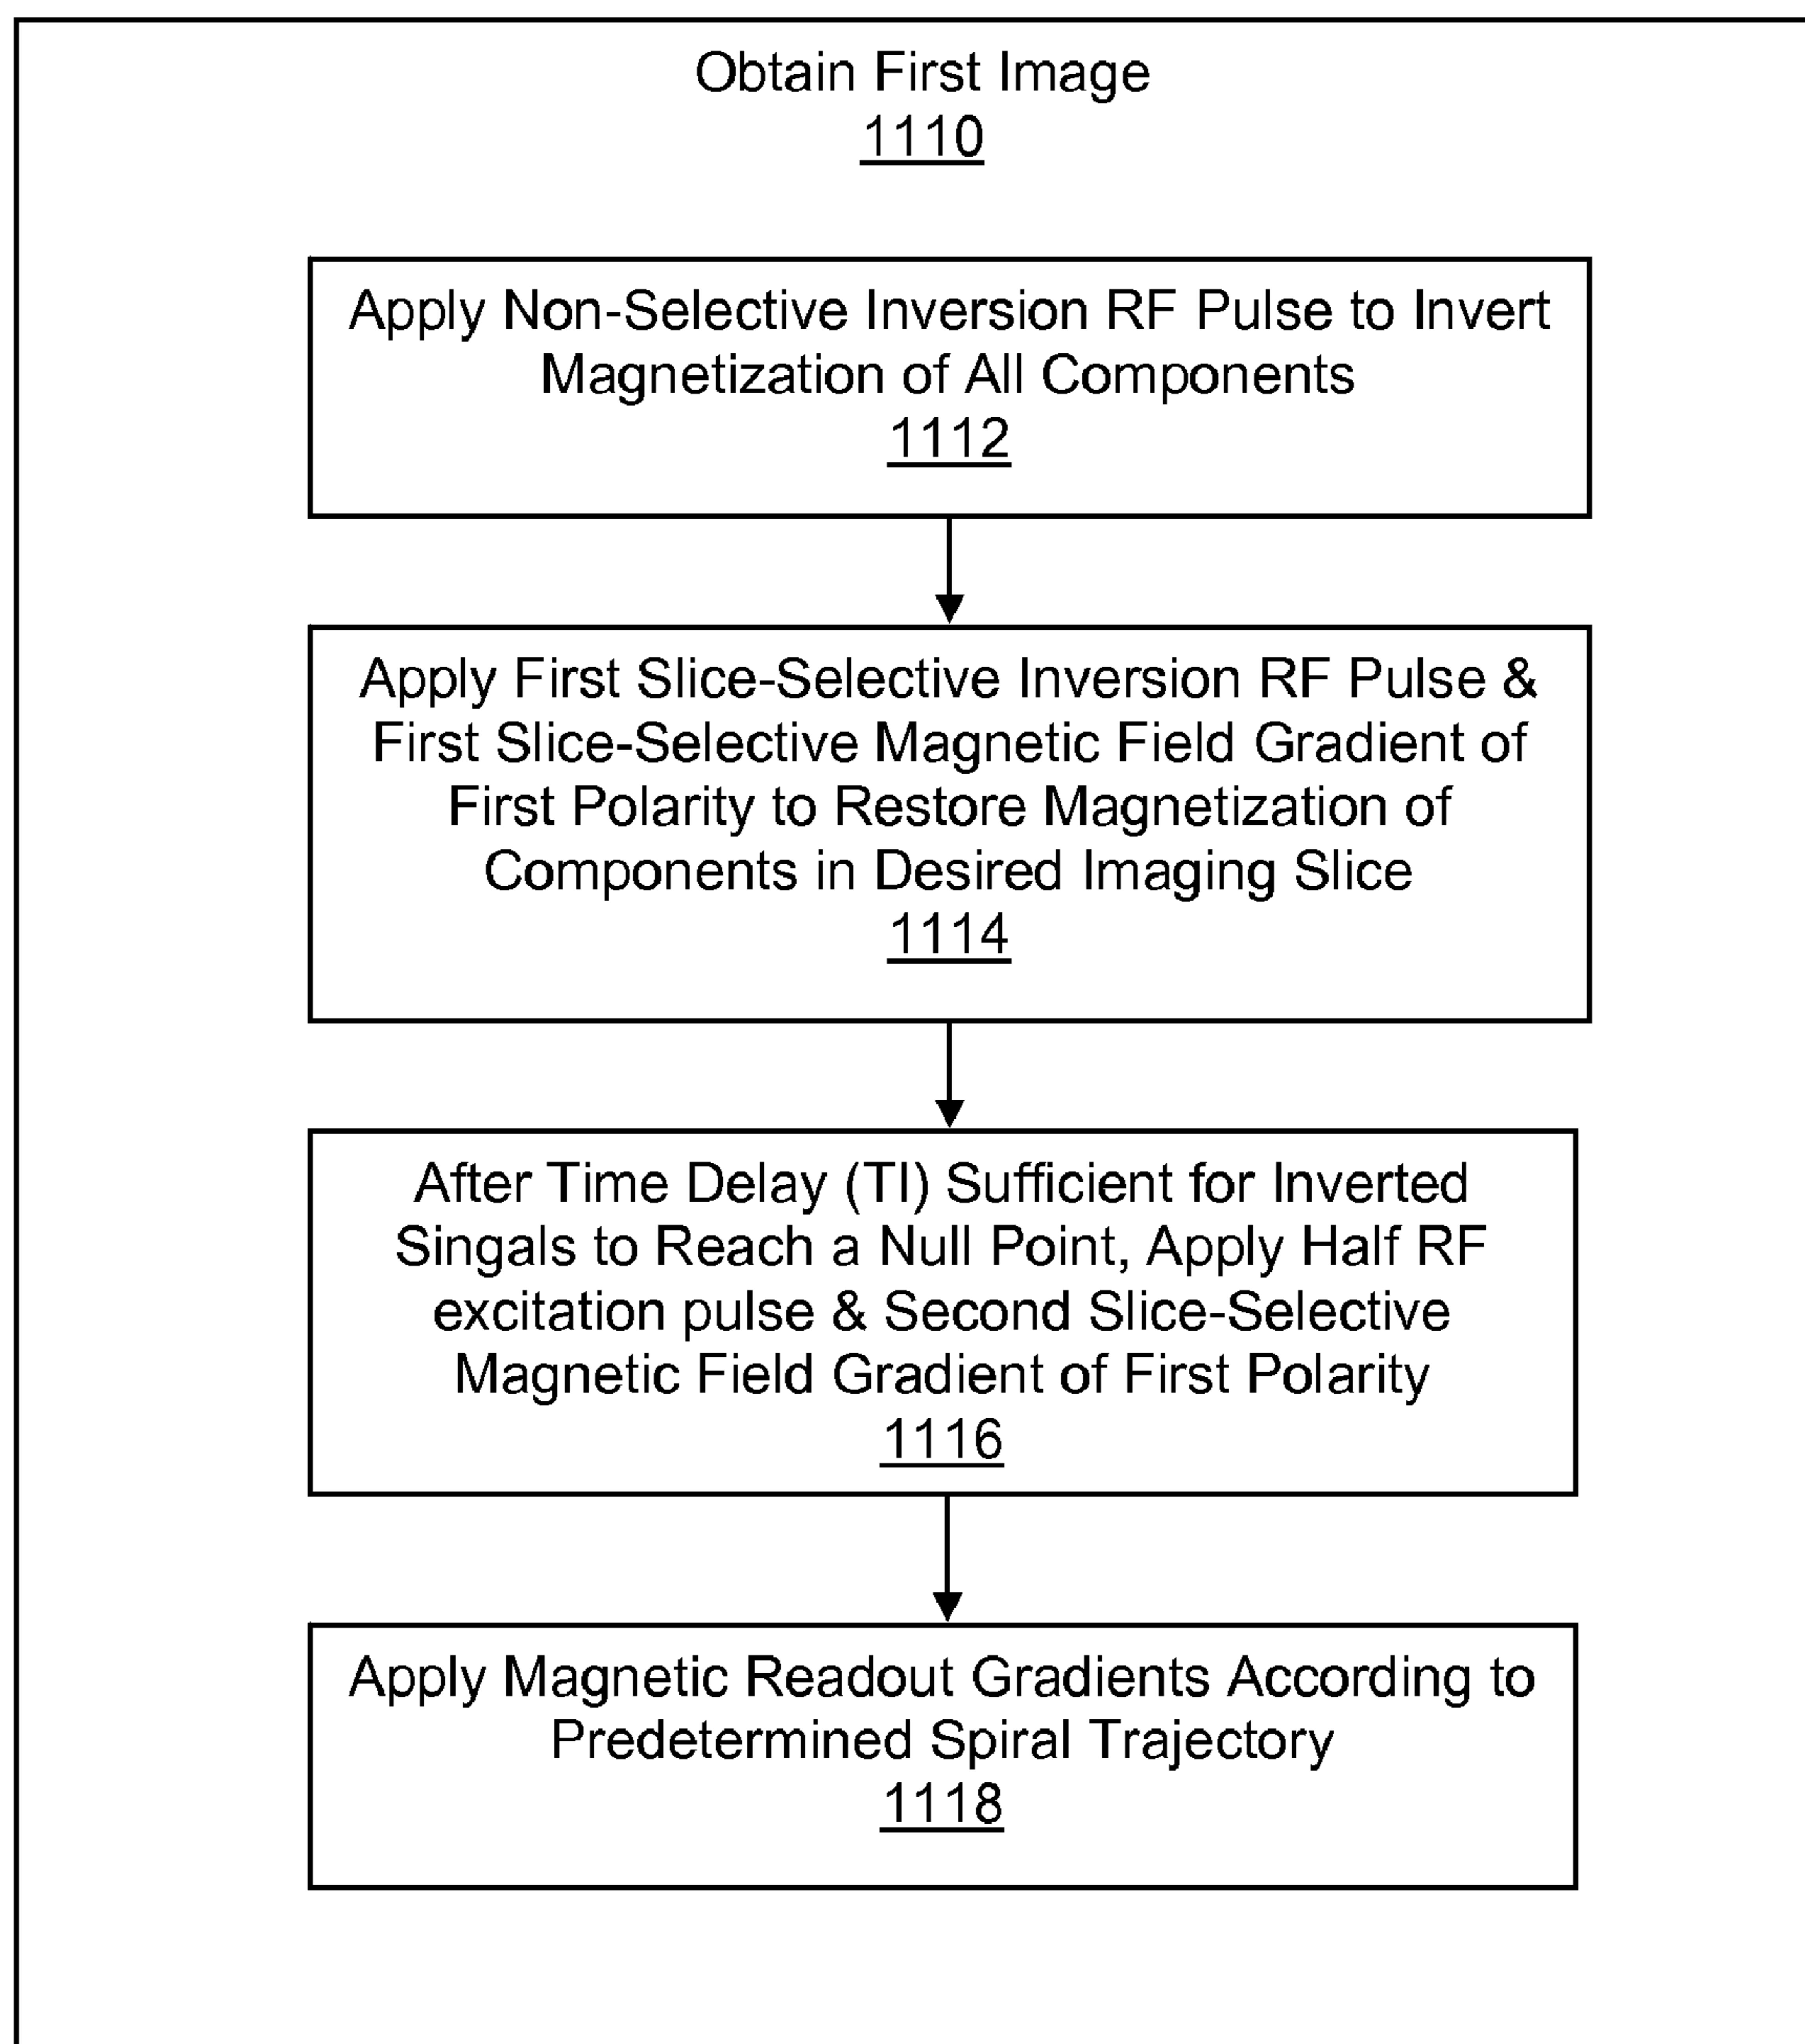 Obtain First Image
1110
Apply Non-Selective Inversion RF Pulse to Invert
Magnetization of All Components
1112
Apply First Slice-Selective Inversion RF Pulse &
First Slice-Selective Magnetic Field Gradient of
First Polarity to Restore Magnetization of
Components in Desired Imaging Slice
1114
After Time Delay (TI) Sufficient for Inverted
Singals to Reach a Null Point, Apply Half RF
excitation pulse & Second Slice-Selective
Magnetic Field Gradient of First Polarity
1116
Apply Magnetic Readout Gradients According to
Predetermined Spiral Trajectory
1118